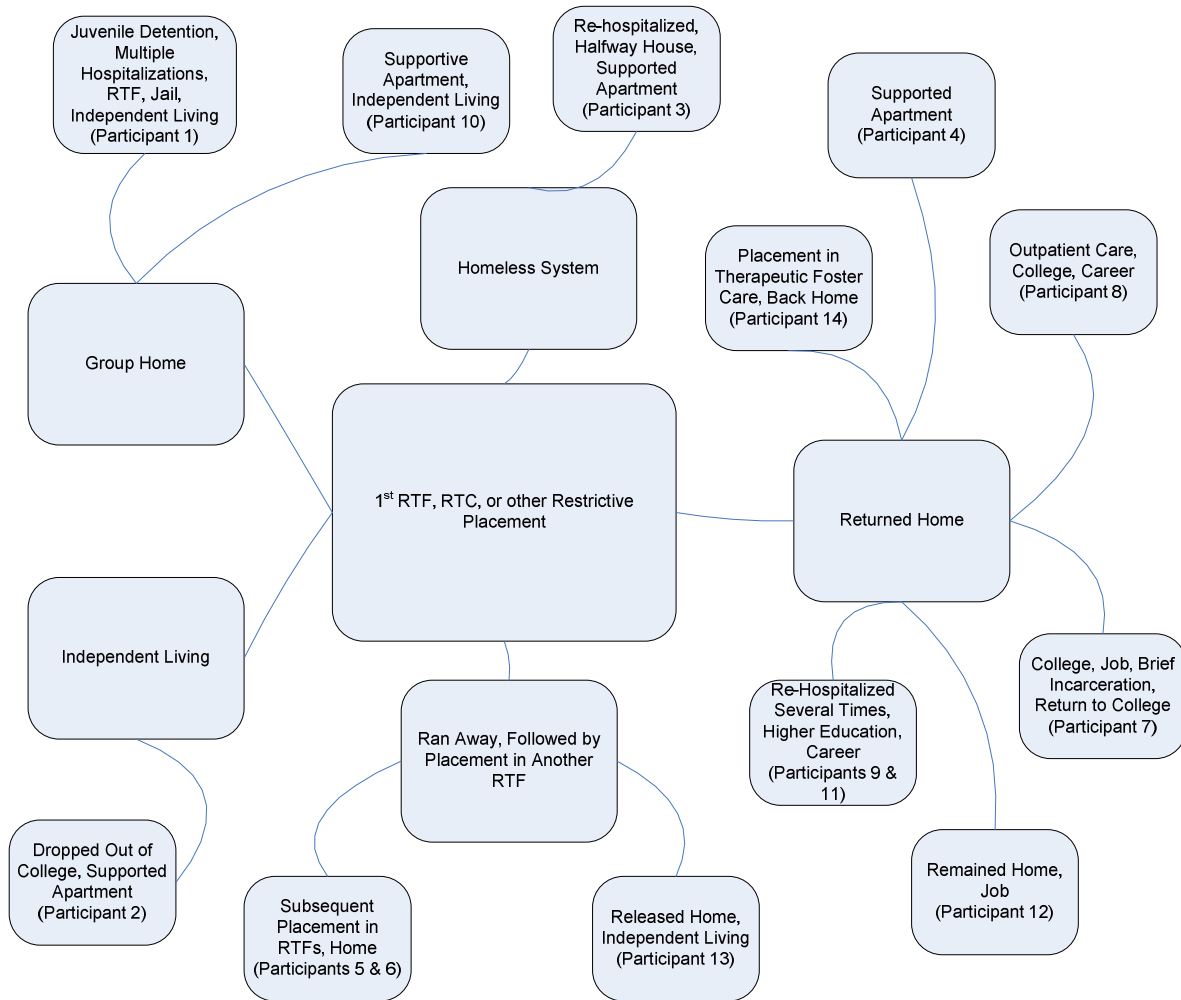 Juvenile Detention,
Multiple
Hospitalizations,
RTF, Jail,
Independent Living
(Participant 1)
Supportive
Apartment,
Independent Living
(Participant 10)
Re-hospitalized,
Halfway House,
Supported
Apartment
(Participant 3)
Supported
Apartment
(Participant 4)
Homeless System
Placement in
Therapeutic Foster
Care, Back Home
(Participant 14)
Outpatient Care,
College, Career
(Participant 8)
Group Home
1st RTF, RTC, or other Restrictive
Placement
Returned Home
Independent Living
Ran Away, Followed by
Placement in Another
RTF
Re-Hospitalized
Several Times,
Higher Education,
Career
(Participants 9 &
11)
College, Job, Brief
Incarceration,
Return to College
(Participant 7)
Dropped Out of
College, Supported
Apartment
(Participant 2)
Subsequent
Placement in
RTFs, Home
(Participants 5 & 6)
Released Home,
Independent Living
(Participant 13)
Remained Home,
Job
(Participant 12)